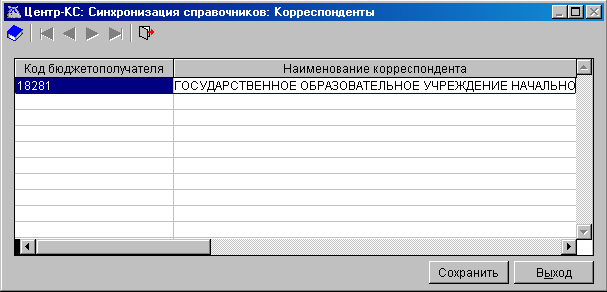 Центр-КС: Синхронизация справочников: Корреспонденты
Код бюджетополучателя Наименование корреспондента
18281 ГОСУДАРСТВЕННОЕ ОБРАЗОВАТЕЛЬНОЕ УЧРЕЖДЕНИЕ НАЧАЛЬНО
Сохранить Выход